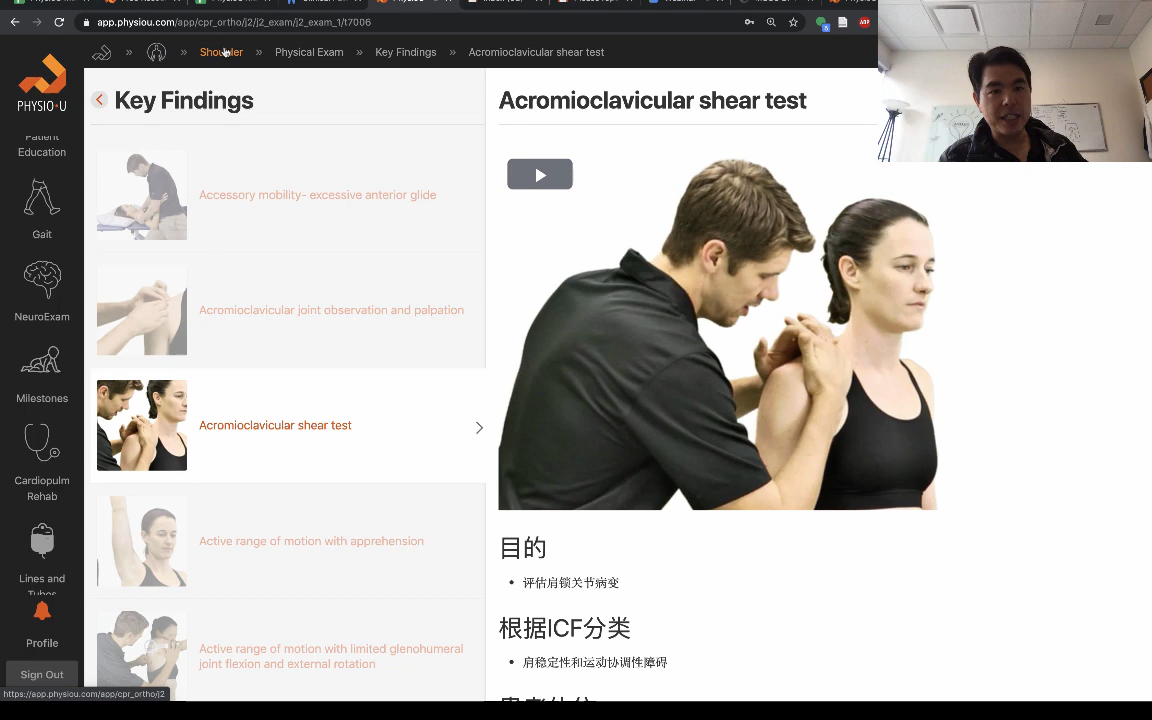 app.physiou.com/app/cpr_ortho/j2/j2_exam/j2_exam_1/t7006
ABP
» » Shoulder » Physical Exam » Key Findings » Acromioclavicular shear test
PHYSIO·U
Patient
Education
Gait
NeuroExam
Milestones
Cardiopulm
Rehab
Lines and
Tubes
Profile
Sign Out
https://app.physiou.com/app/cpr_ortho/j2
Key Findings
Accessory mobility- excessive anterior glide
Acromioclavicular joint observation and palpation
Acromioclavicular shear test
Active range of motion with apprehension
Active range of motion with limited glenohumeral
joint flexion and external rotation
Acromioclavicular shear test
目的
• 评估肩锁关节病变
根据ICF分类
• 肩稳定性和运动协调性障碍